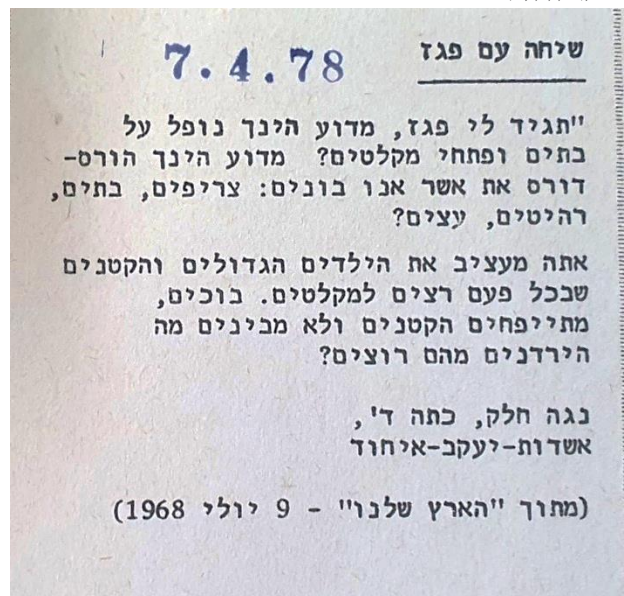 שיחה עם פגז 7.4.78
"תגיד לי פגז, מדוע הינך נופל על
בתים ופתחי מקלטים? מדוע הינך הורס-
דורס את אשר אנו בונים: צריפים, בתים,
רהיטים, עצים?
אתה מעציב את הילדים הגדולים והקטנים
שבכל פעם רצים למקלטים. בוכים,
מתייפחים הקטנים ולא מבינים מה
הירדנים מהם רוצים?
נגה חלק, כתה ד',
אשדות-יעקב-איחוד
(מתוך "הארץ שלנו" - 9 יולי 1968)